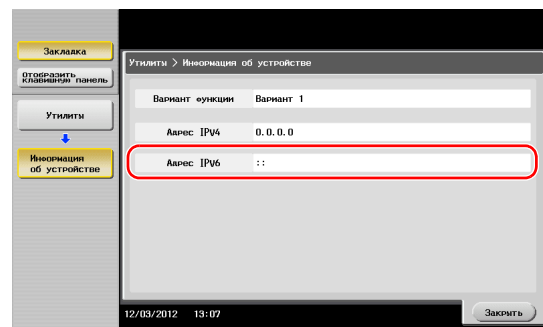 Закладка
Отобразить
клавишную панель
Утилиты
Информация
об устройстве
Утилиты > Информация об устройстве
Вариант функции Вариант 1
Адрес IPV4 0.0.0.0
Адрес IPV6 ::
12/03/2012 13:07
Закрыть